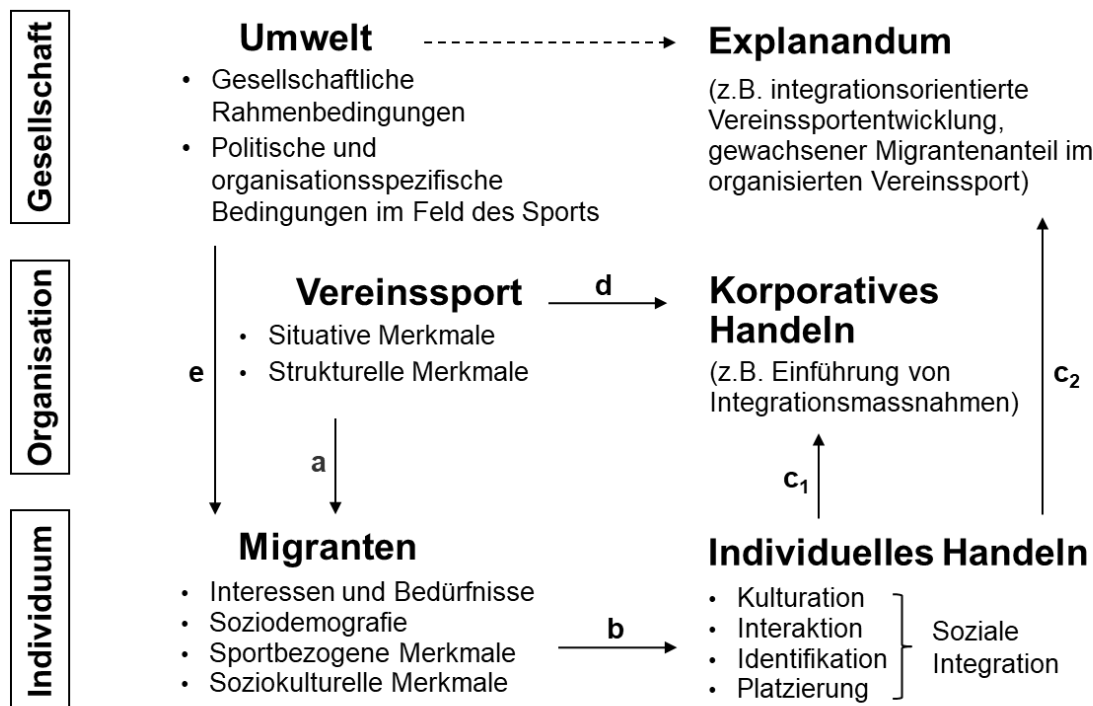 Gesellschaft
Umwelt
• Gesellschaftliche
Rahmenbedingungen
• Politische und
organisationsspezifische
Bedingungen im Feld des Sports
Explanandum
(z.B. integrationsorientierte
Vereinssportentwicklung,
gewachsener Migrantenanteil im
organisierten Vereinssport)
Organisation
Vereinssport
• Situative Merkmale
• Strukturelle Merkmale
d
Korporatives
Handeln
(z.B. Einführung von
Integrationsmassnahmen)
e
a
c₁
c₂
Individuum
Migranten
• Interessen und Bedürfnisse
• Soziodemografie
• Sportbezogene Merkmale
• Soziokulturelle Merkmale
b
Individuelles Handeln
• Kulturation
• Interaktion
• Identifikation
• Platzierung
Soziale
Integration